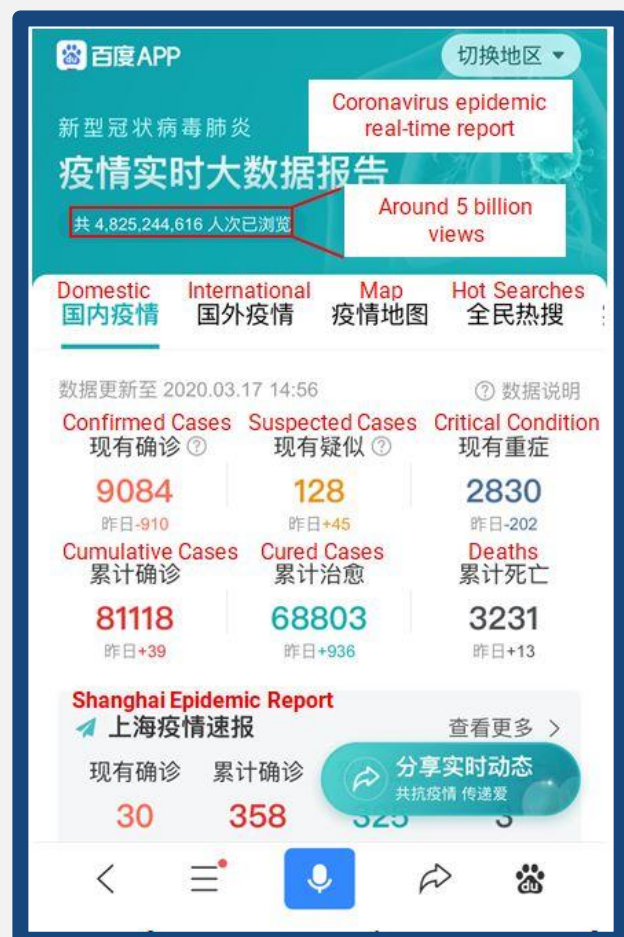 百度APP
切换地区
Coronavirus epidemic
real-time report
新型冠状病毒肺炎
疫情实时大数据报告
共 4,825,244,616 人次已浏览
Around 5 billion
views
Domestic International Map Hot Searches
国内疫情 国外疫情 疫情地图 全民热搜
数据更新至 2020.03.17 14:56 数据说明
Confirmed Cases Suspected Cases Critical Condition
现有确诊 现有疑似 现有重症
9084 128 2830
昨日-910 昨日+45 昨日-202
Cumulative Cases Cured Cases Deaths
累计确诊 累计治愈 累计死亡
81118 68803 3231
昨日+39 昨日+936 昨日+13
Shanghai Epidemic Report
上海疫情速报 查看更多 >
现有确诊 累计确诊
分享实时动态
共抗疫情 传递爱
30 358 325 3
du